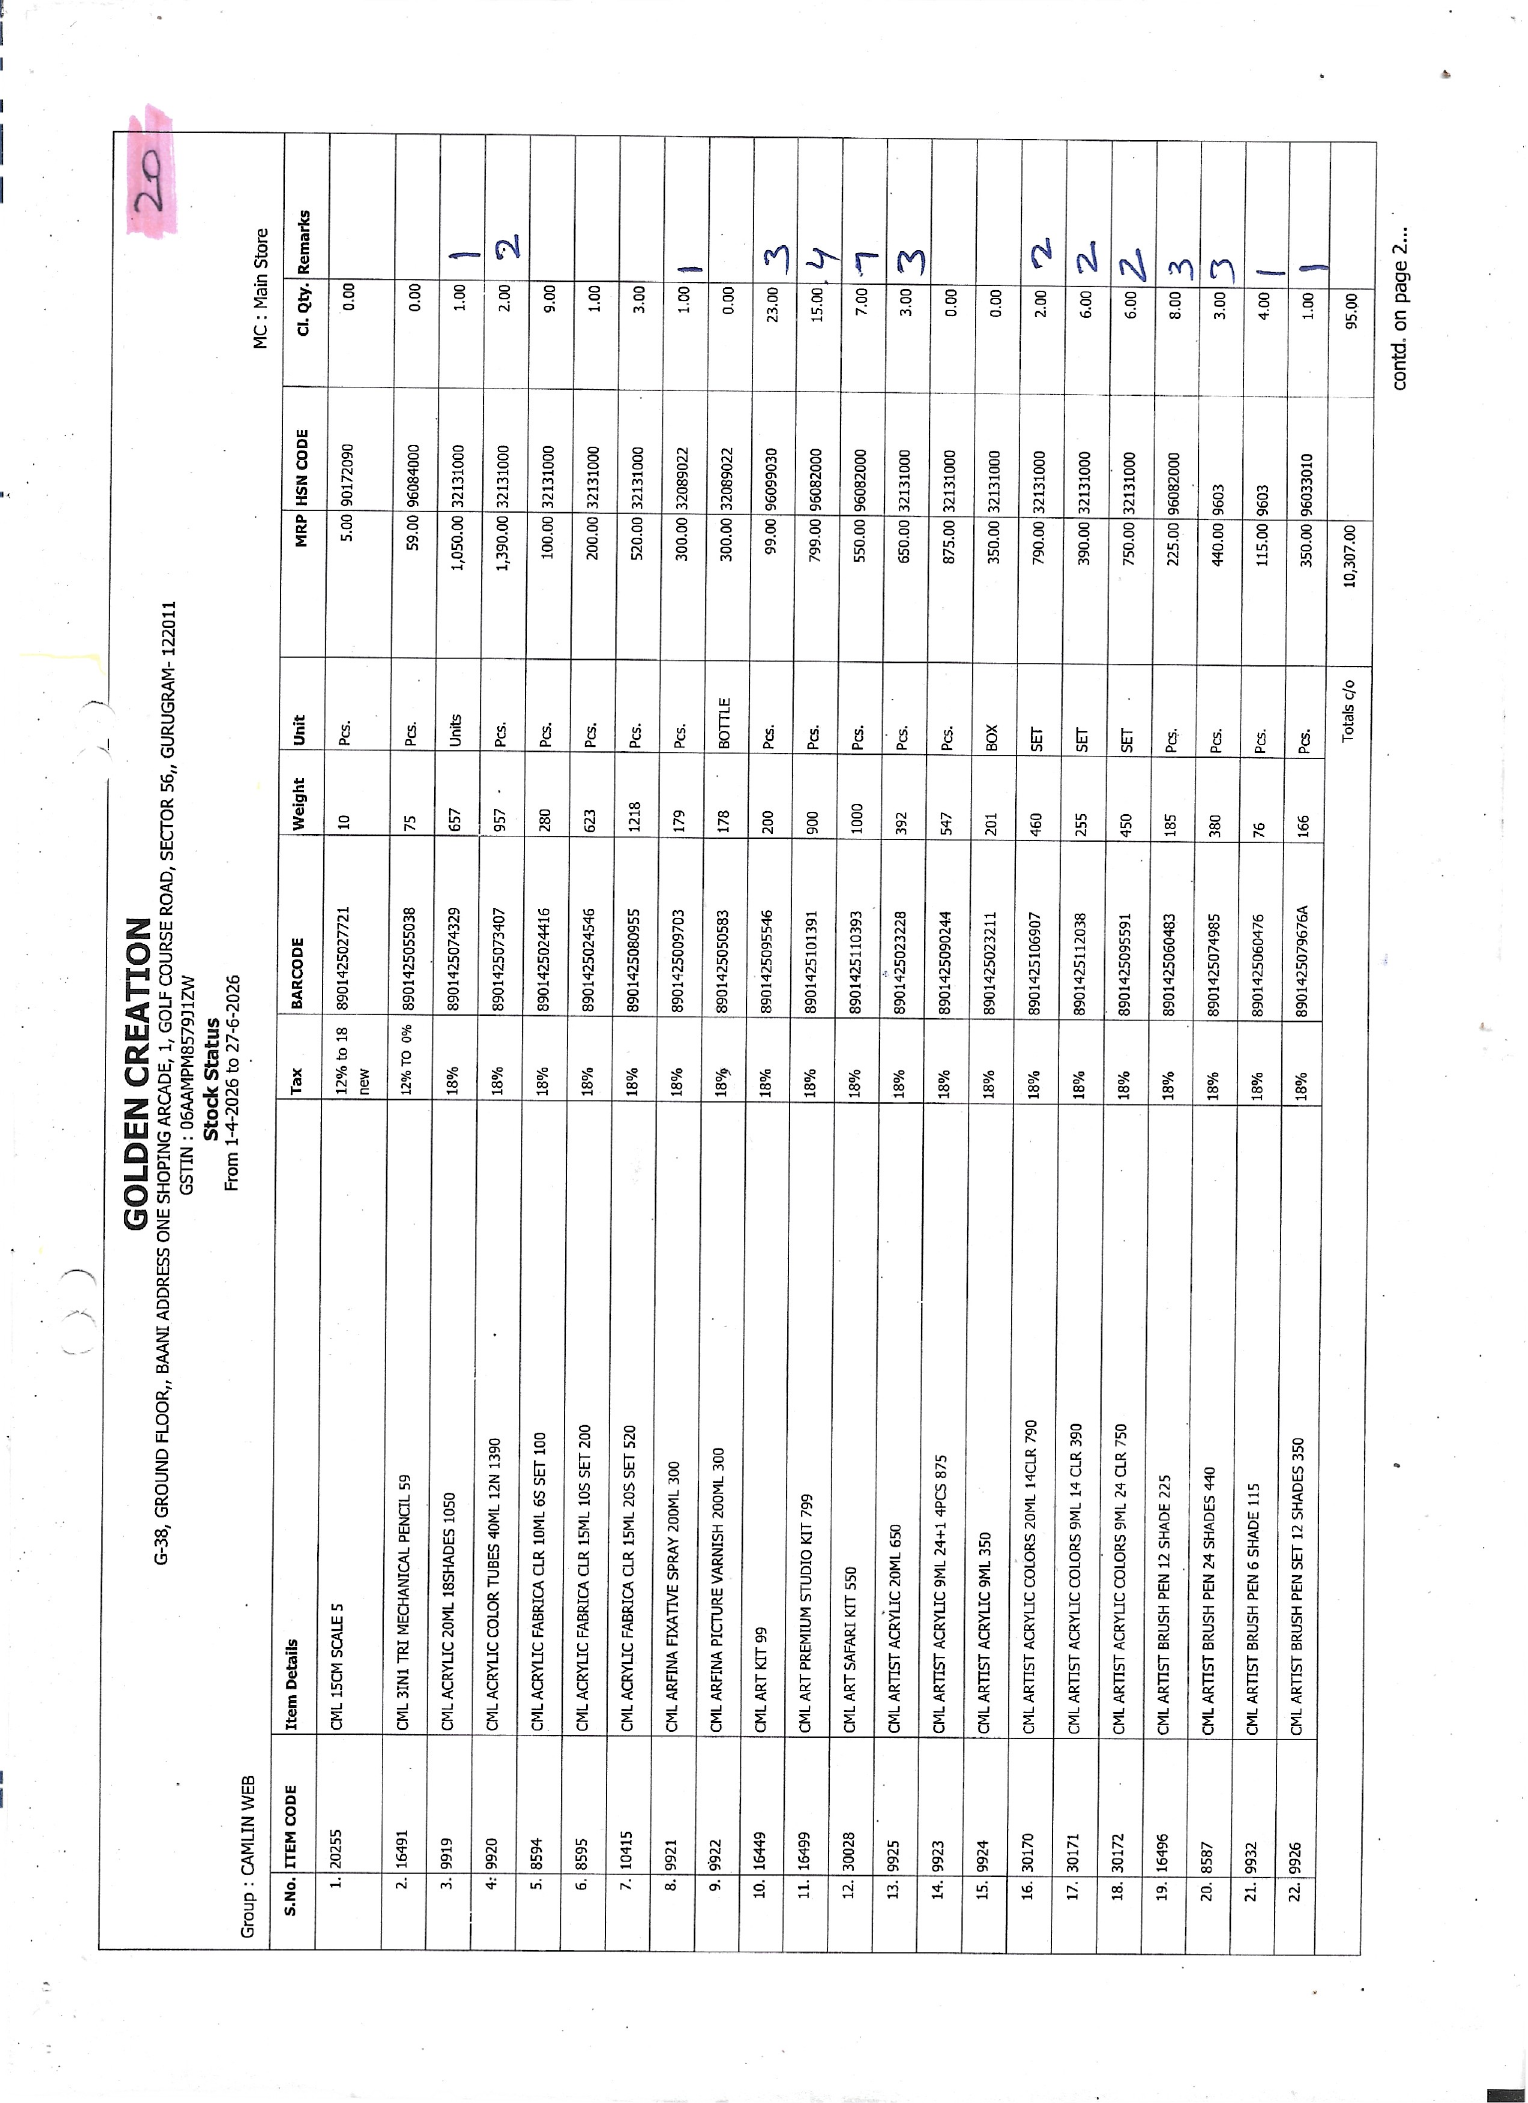 20
GOLDEN CREATION
G-38, GROUND FLOOR,, BAANI ADDRESS ONE SHOPING ARCADE, 1, GOLF COURSE ROAD, SECTOR 56,, GURUGRAM- 122011
GSTIN : 06AAMPM8579J1ZW
Stock Status
From 1-4-2026 to 27-6-2026
Group : CAMLIN WEB MC : Main Store
S.No. ITEM CODE Item Details Tax BARCODE Weight Unit MRP HSN CODE Cl. Qty. Remarks
1. 20255 CML 15CM SCALE 5 12% to 18 new 8901425027721 10 Pcs. 5.00 90172090 0.00
2. 16491 CML 3IN1 TRI MECHANICAL PENCIL 59 12% TO 0% 8901425055038 75 Pcs. 59.00 96084000 0.00
3. 9919 CML ACRYLIC 20ML 18SHADES 1050 18% 8901425074329 657 Units 1,050.00 32131000 1.00 1
4. 9920 CML ACRYLIC COLOR TUBES 40ML 12N 1390 18% 8901425073407 957 Pcs. 1,390.00 32131000 2.00 2
5. 8594 CML ACRYLIC FABRICA CLR 10ML 6S SET 100 18% 8901425024416 280 Pcs. 100.00 32131000 9.00
6. 8595 CML ACRYLIC FABRICA CLR 15ML 10S SET 200 18% 8901425024546 623 Pcs. 200.00 32131000 1.00
7. 10415 CML ACRYLIC FABRICA CLR 15ML 20S SET 520 18% 8901425080955 1218 Pcs. 520.00 32131000 3.00
8. 9921 CML ARFINA FIXATIVE SPRAY 200ML 300 18% 8901425009703 179 Pcs. 300.00 32089022 1.00 1
9. 9922 CML ARFINA PICTURE VARNISH 200ML 300 18% 8901425050583 178 BOTTLE 300.00 32089022 0.00
10. 16449 CML ART KIT 99 18% 8901425095546 200 Pcs. 99.00 96099030 23.00 3
11. 16499 CML ART PREMIUM STUDIO KIT 799 18% 8901425101391 900 Pcs. 799.00 96082000 15.00 4
12. 30028 CML ART SAFARI KIT 550 18% 8901425110393 1000 Pcs. 550.00 96082000 7.00 7
13. 9925 CML ARTIST ACRYLIC 20ML 650 18% 8901425023228 392 Pcs. 650.00 32131000 3.00 3
14. 9923 CML ARTIST ACRYLIC 9ML 24+1 4PCS 875 18% 8901425090244 547 Pcs. 875.00 32131000 0.00
15. 9924 CML ARTIST ACRYLIC 9ML 350 18% 8901425023211 201 BOX 350.00 32131000 0.00
16. 30170 CML ARTIST ACRYLIC COLORS 20ML 14CLR 790 18% 8901425106907 460 SET 790.00 32131000 2.00 2
17. 30171 CML ARTIST ACRYLIC COLORS 9ML 14 CLR 390 18% 8901425112038 255 SET 390.00 32131000 6.00 2
18. 30172 CML ARTIST ACRYLIC COLORS 9ML 24 CLR 750 18% 8901425095591 450 SET 750.00 32131000 6.00 2
19. 16496 CML ARTIST BRUSH PEN 12 SHADE 225 18% 8901425060483 185 Pcs. 225.00 96082000 8.00 3
20. 8587 CML ARTIST BRUSH PEN 24 SHADES 440 18% 8901425074985 380 Pcs. 440.00 9603 3.00 3
21. 9932 CML ARTIST BRUSH PEN 6 SHADE 115 18% 8901425060476 76 Pcs. 115.00 9603 4.00 1
22. 9926 CML ARTIST BRUSH PEN SET 12 SHADES 350 18% 8901425079676A 166 Pcs. 350.00 96033010 1.00 1
Totals c/o 10,307.00 95.00
contd. on page 2...